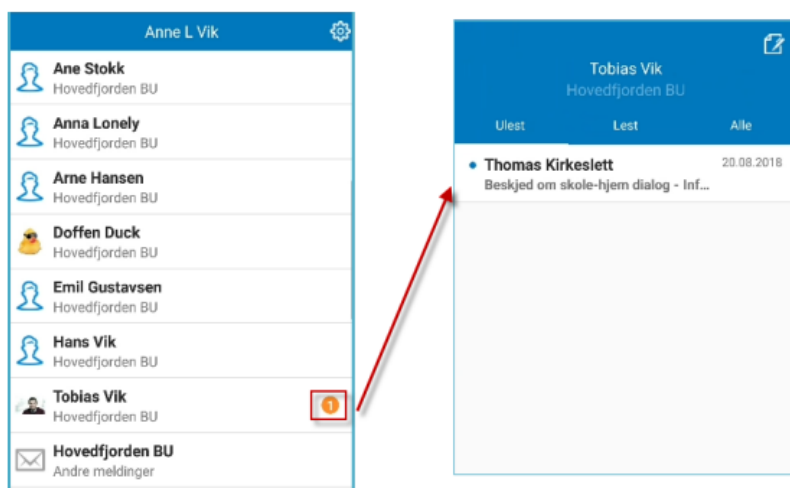 Anne L Vik
Ane Stokk
Hovedfjorden BU
Anna Lonely
Hovedfjorden BU
Arne Hansen
Hovedfjorden BU
Doffen Duck
Hovedfjorden BU
Emil Gustavsen
Hovedfjorden BU
Hans Vik
Hovedfjorden BU
Tobias Vik
Hovedfjorden BU
1
Hovedfjorden BU
Andre meldinger
Tobias Vik
Hovedfjorden BU
Ulest Lest Alle
Thomas Kirkeslett 20.08.2018
Beskjed om skole-hjem dialog - Inf...